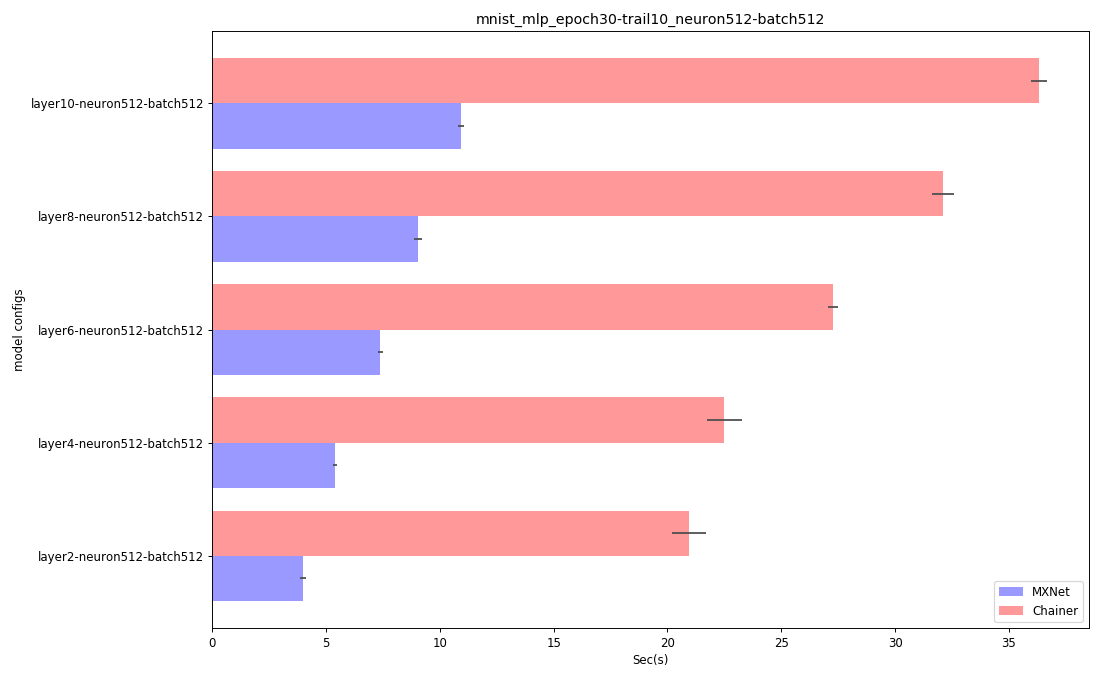 mnist_mlp_epoch30-trail10_neuron512-batch512
model configs
layer10-neuron512-batch512
layer8-neuron512-batch512
layer6-neuron512-batch512
layer4-neuron512-batch512
layer2-neuron512-batch512
MXNet
Chainer
0 5 10 15 20 25 30 35
Sec(s)